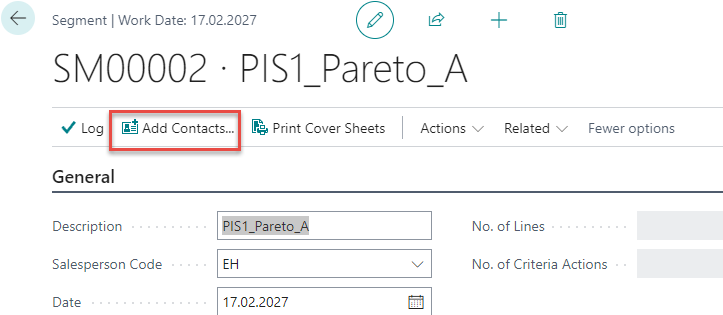 Segment | Work Date: 17.02.2027
SM00002 · PIS1_Pareto_A
Log Add Contacts... Print Cover Sheets Actions Related Fewer options
General
Description PIS1_Pareto_A No. of Lines
Salesperson Code EH No. of Criteria Actions
Date 17.02.2027